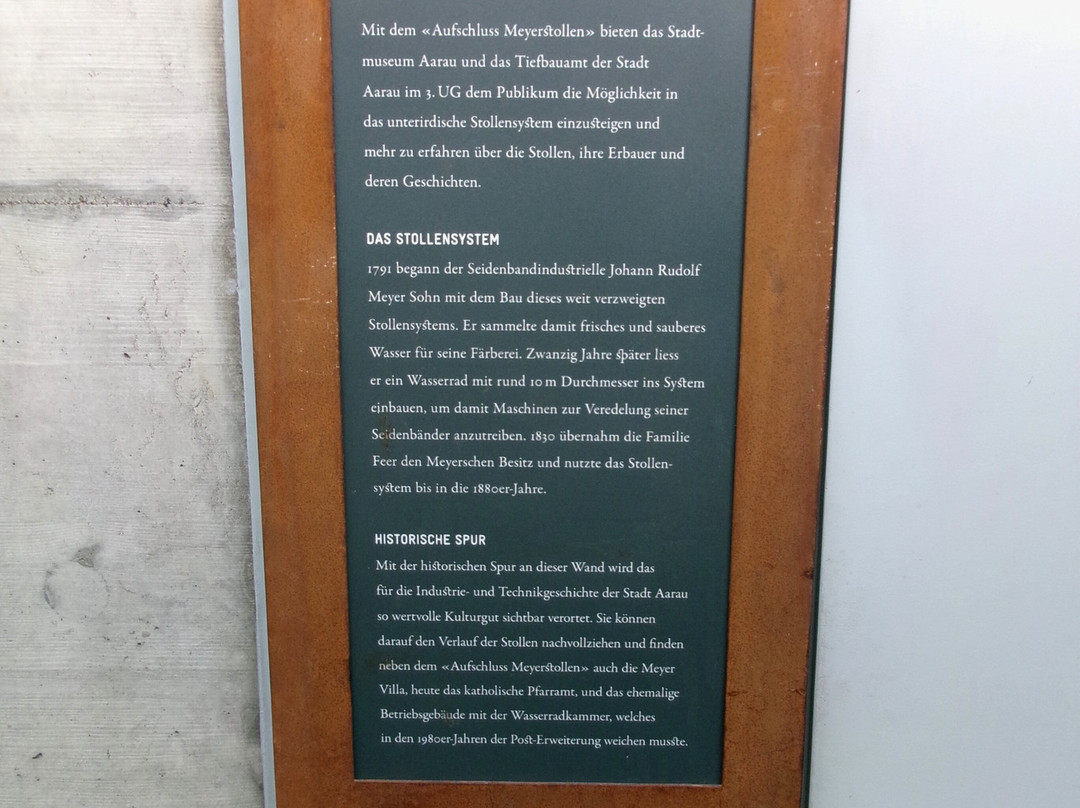 Mit dem «Aufschluss Meyerstollen» bieten das Stadt-
museum Aarau und das Tiefbauamt der Stadt
Aarau im 3. UG dem Publikum die Möglichkeit in
das unterirdische Stollensystem einzusteigen und
mehr zu erfahren über die Stollen, ihre Erbauer und
deren Geschichten.
DAS STOLLENSYSTEM
1791 begann der Seidenbandindustrielle Johann Rudolf
Meyer Sohn mit dem Bau dieses weit verzweigten
Stollensystems. Er sammelte damit frisches und sauberes
Wasser für seine Färberei. Zwanzig Jahre später liess
er ein Wasserrad mit rund 10 m Durchmesser ins System
einbauen, um damit Maschinen zur Veredelung seiner
Seidenbänder anzutreiben. 1830 übernahm die Familie
Feer den Meyerschen Besitz und nutzte das Stollen-
system bis in die 1880er-Jahre.
HISTORISCHE SPUR
Mit der historischen Spur an dieser Wand wird das
für die Industrie- und Technikgeschichte der Stadt Aarau
so wertvolle Kulturgut sichtbar verortet. Sie können
darauf den Verlauf der Stollen nachvollziehen und finden
neben dem «Aufschluss Meyerstollen» auch die Meyer
Villa, heute das katholische Pfarramt, und das ehemalige
Betriebsgebäude mit der Wasserradkammer, welches
in den 1980er-Jahren der Post-Erweiterung weichen musste.